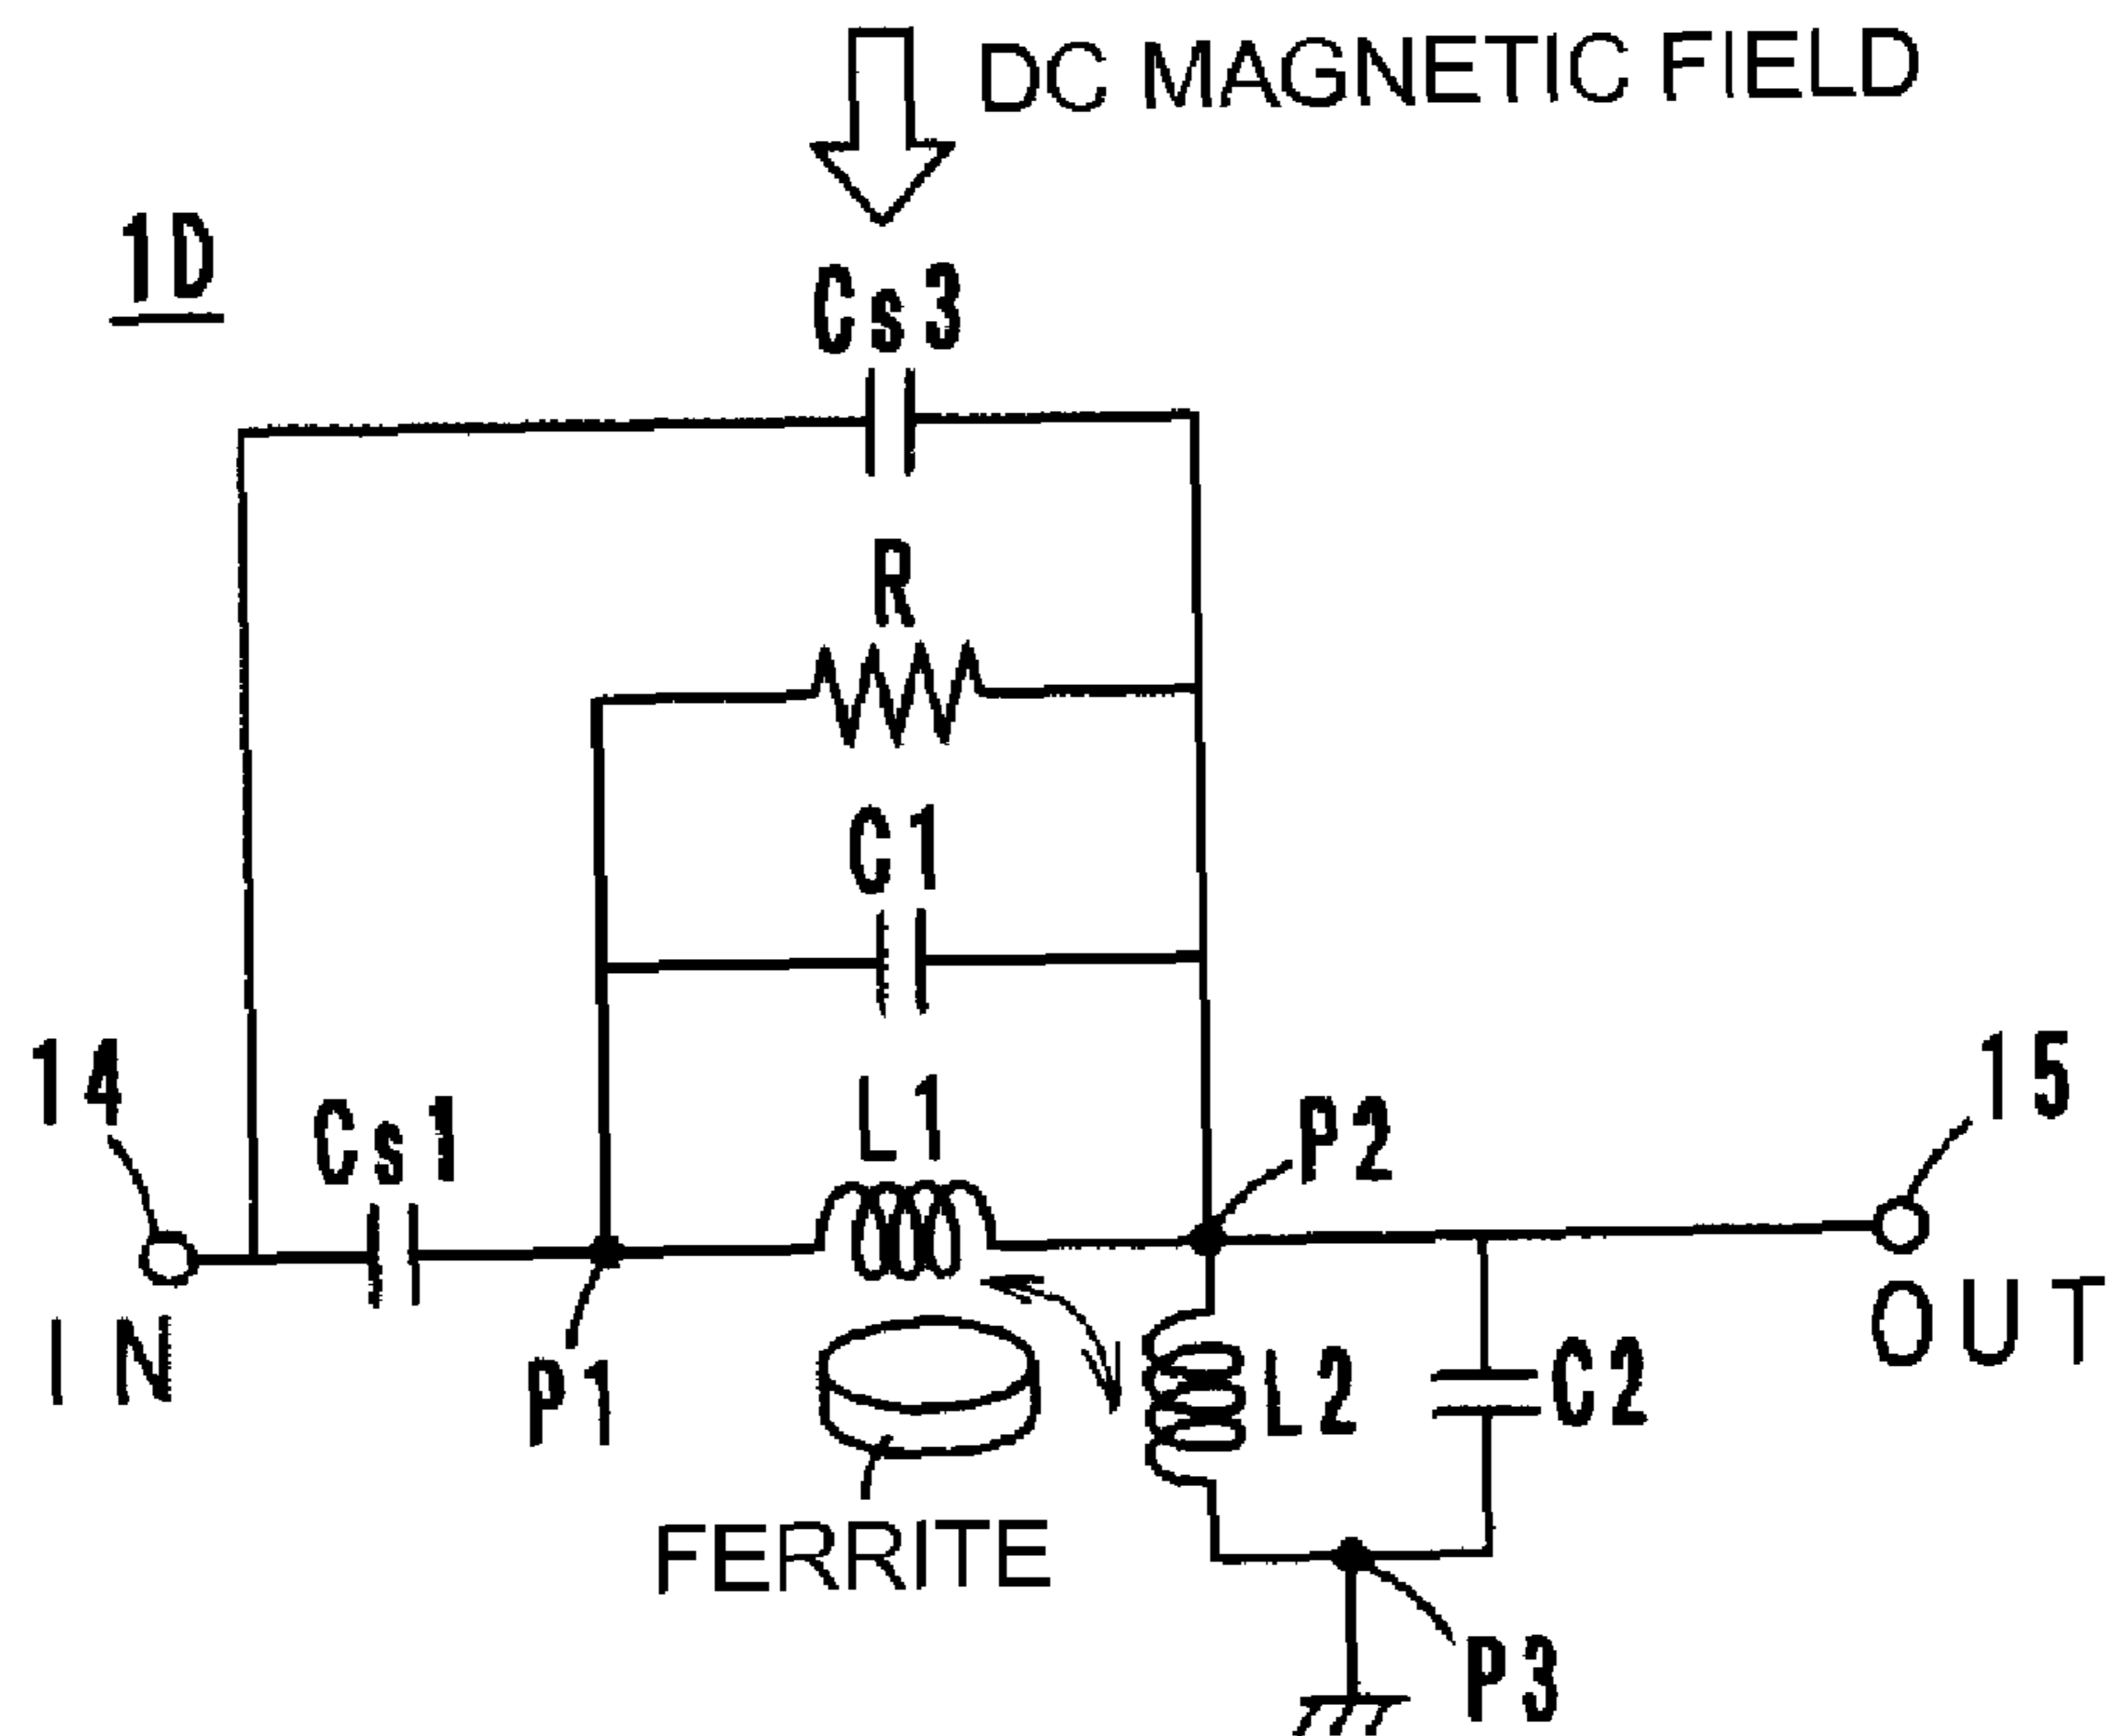 DC MAGNETIC FIELD
1D
Cs3
R
C1
14
15
Cs1
L1
P2
IN
OUT
P1
L2
C2
FERRITE
P3